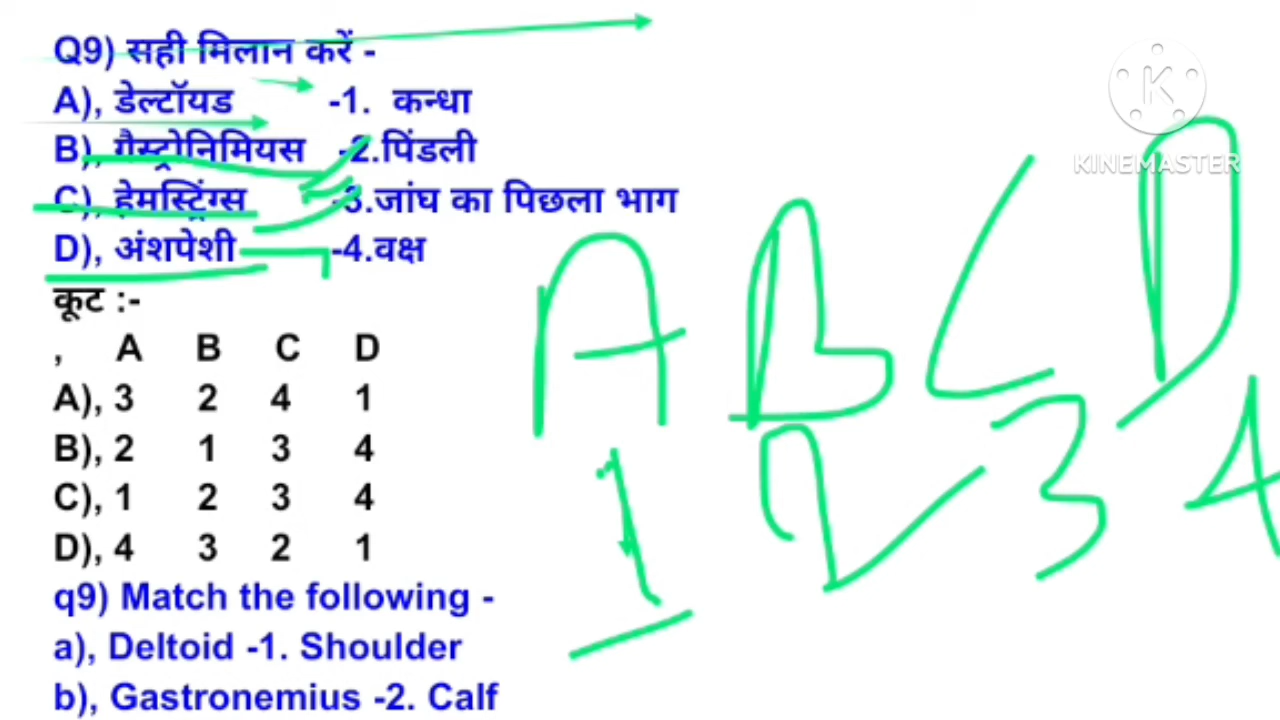 Q9) सही मिलान करें -
A), डेल्टॉयड -1. कन्धा
B), गैस्ट्रोनिमियस -2.पिंडली
C), हेमस्ट्रिंग्स -3.जांघ का पिछला भाग
D), अंशपेशी -4.वक्ष
कूट :-
, A B C D
A), 3 2 4 1
B), 2 1 3 4
C), 1 2 3 4
D), 4 3 2 1
q9) Match the following -
a), Deltoid -1. Shoulder
b), Gastronemius -2. Calf
K
KINEMASTER
A B C D
1 2 3 4